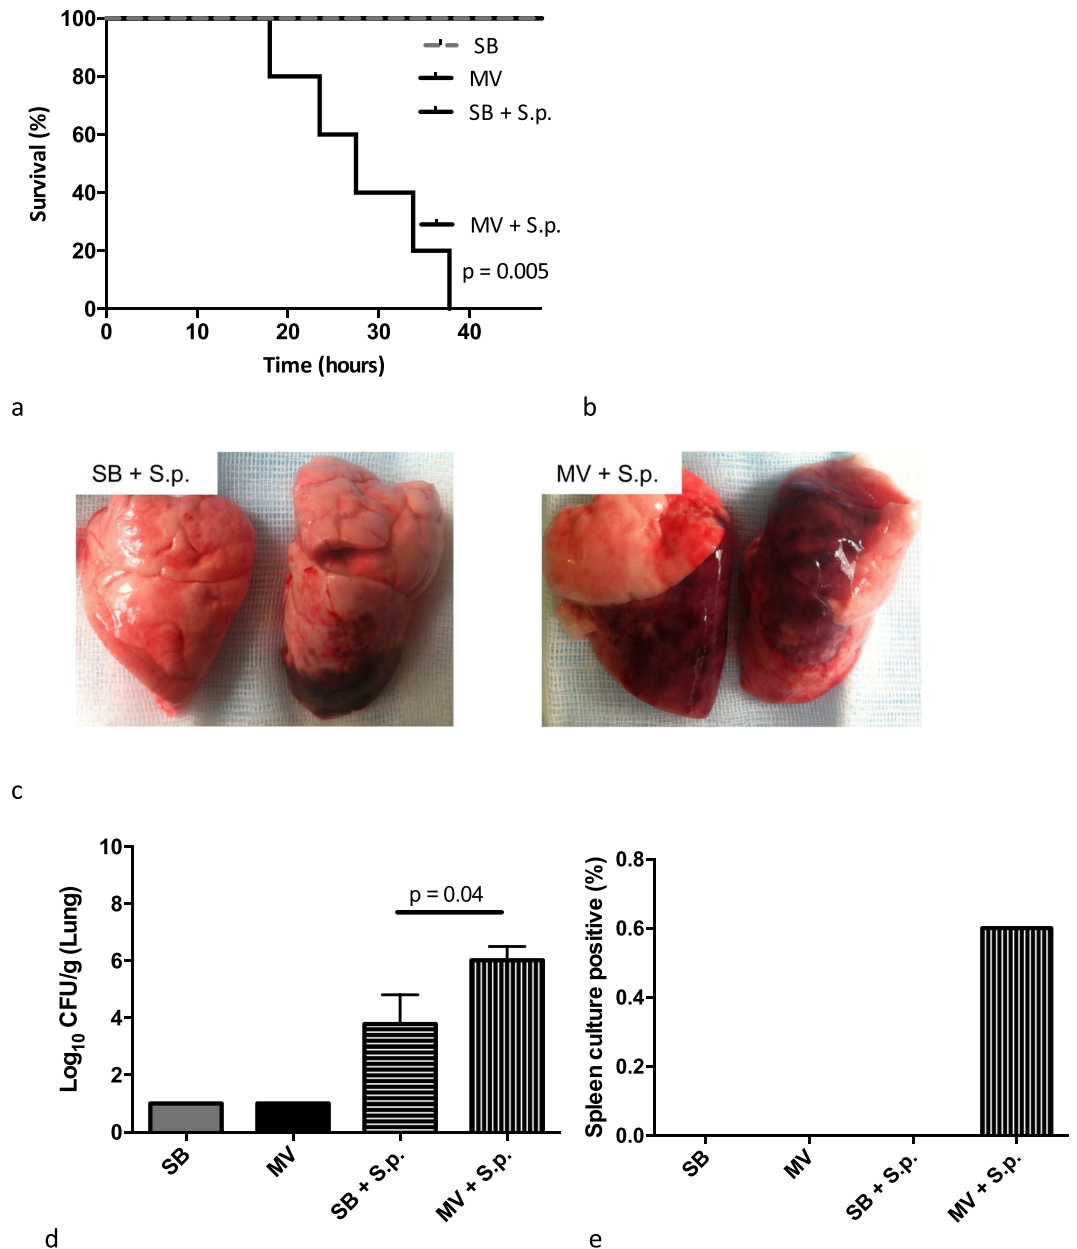 100
80
60
40
20
0
Survival (%)
0 10 20 30 40
Time (hours)
SB
MV
SB + S.p.
MV + S.p.
p = 0.005
a
b
SB + S.p.
MV + S.p.
c
10
8
6
4
2
0
Log10 CFU/g (Lung)
p = 0.04
SB
MV
SB + S.p.
MV + S.p.
d
0.8
0.6
0.4
0.2
0.0
Spleen culture positive (%)
SB
MV
SB + S.p.
MV + S.p.
e